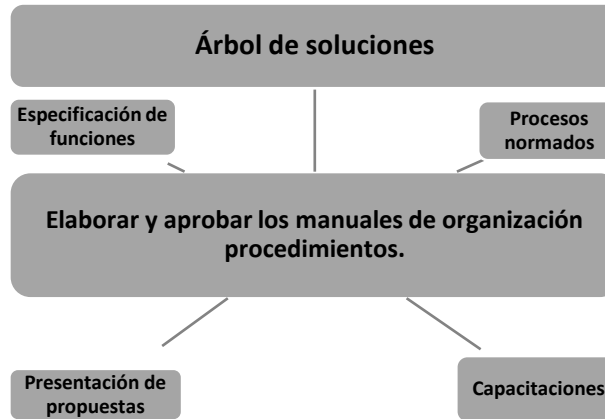 Árbol de soluciones
Especificación de
funciones
Procesos
normados
Elaborar y aprobar los manuales de organización
procedimientos.
Presentación de
propuestas
Capacitaciones